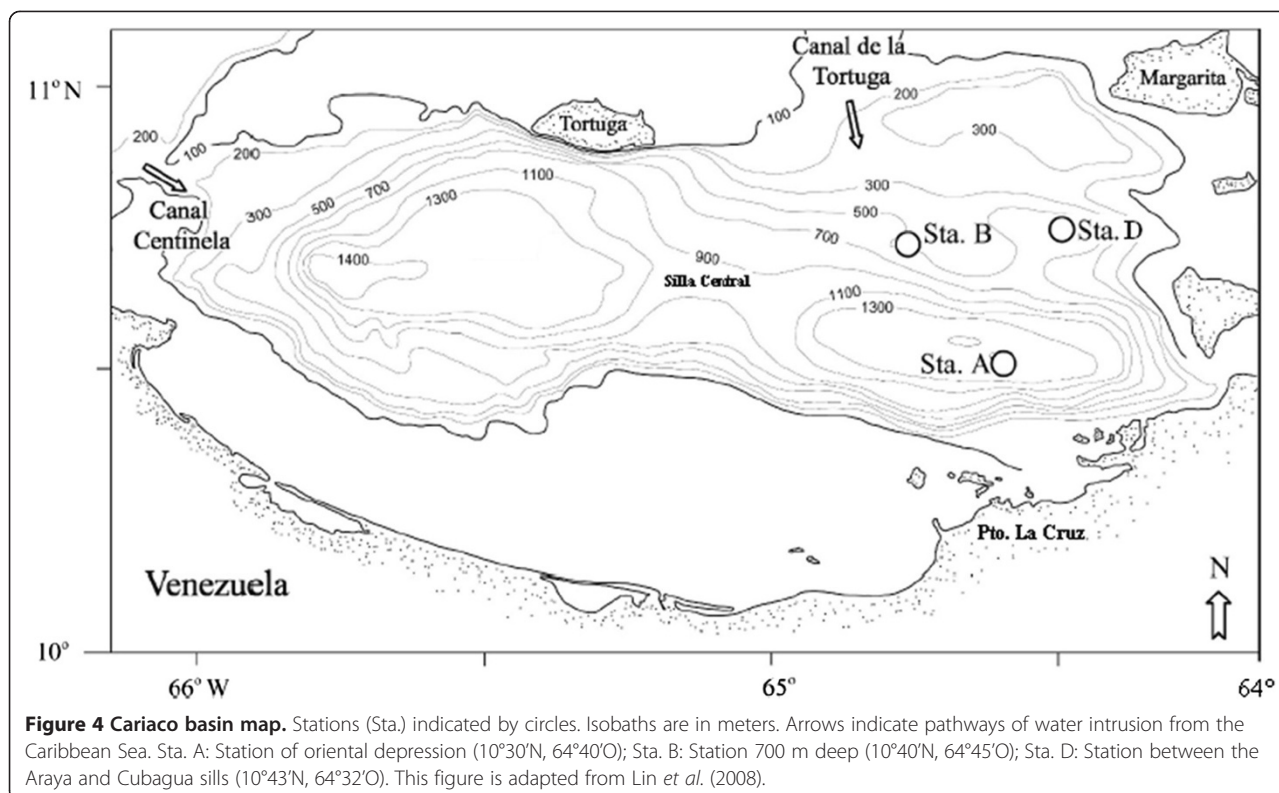 Canal de la
Tortuga
Margarita
11° N
200
100
200
Tortuga
100
200
300
Canal
Centinela
300
500
700
1100
1300
1400
300
500
700
900
Sta. B
Sta. D
Silla Central
1100
1300
Sta. A
Pto. La Cruz
Venezuela
N
10°
66° W
65°
64°
Figure 4 Cariaco basin map. Stations (Sta.) indicated by circles. Isobaths are in meters. Arrows indicate pathways of water intrusion from the
Caribbean Sea. Sta. A: Station of oriental depression (10°30′N, 64°40′O); Sta. B: Station 700 m deep (10°40′N, 64°45′O); Sta. D: Station between the
Araya and Cubagua sills (10°43′N, 64°32′O). This figure is adapted from Lin et al. (2008).